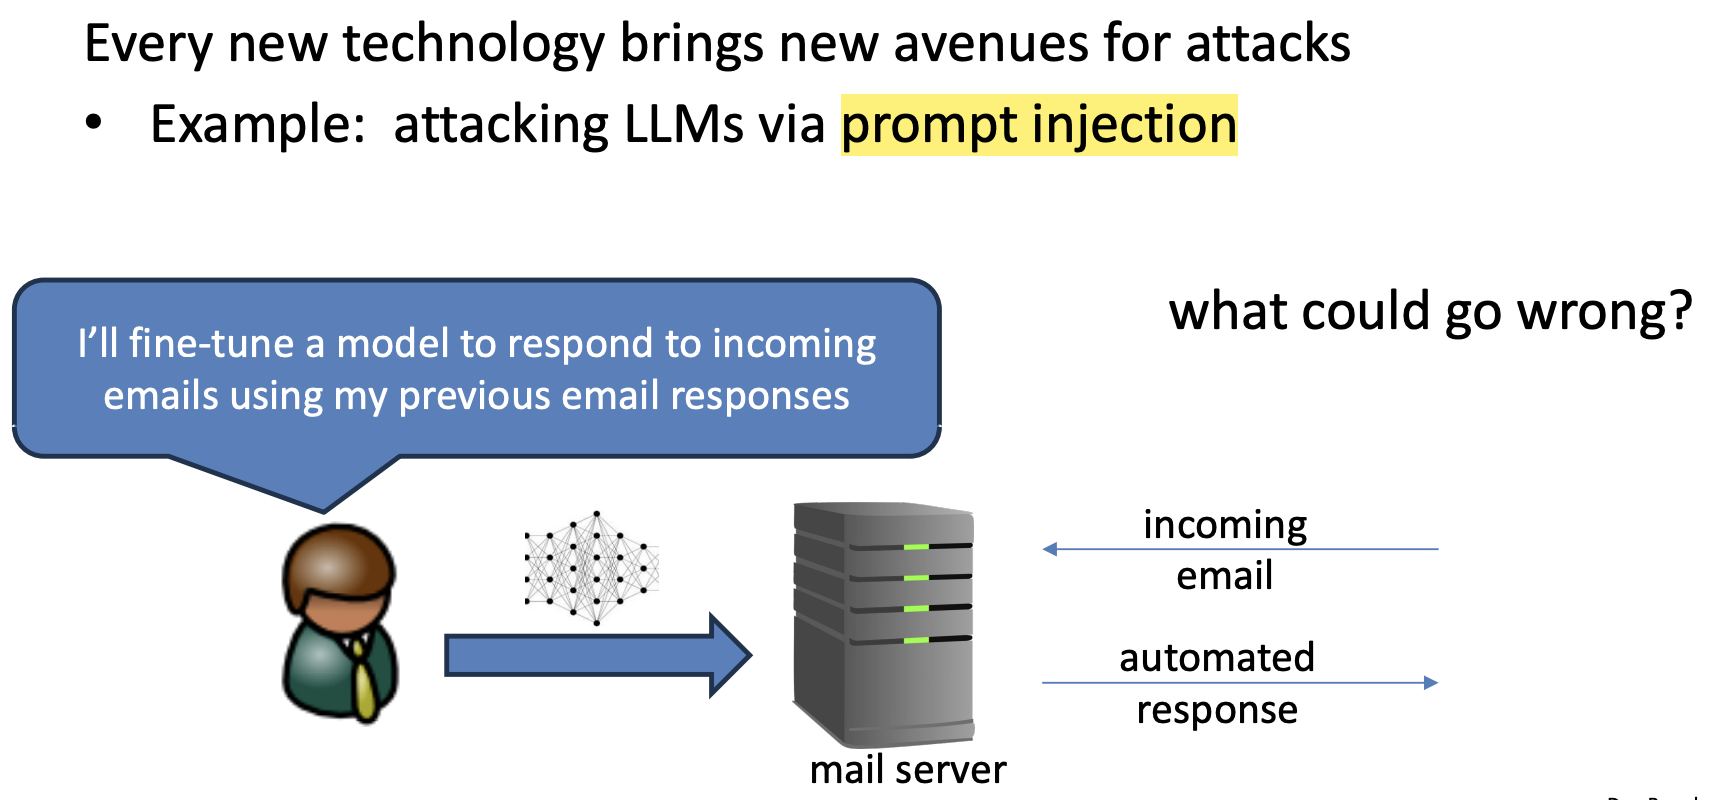 Every new technology brings new avenues for attacks
• Example: attacking LLMs via prompt injection
what could go wrong?
I’ll fine-tune a model to respond to incoming
emails using my previous email responses
incoming
email
automated
response
mail server